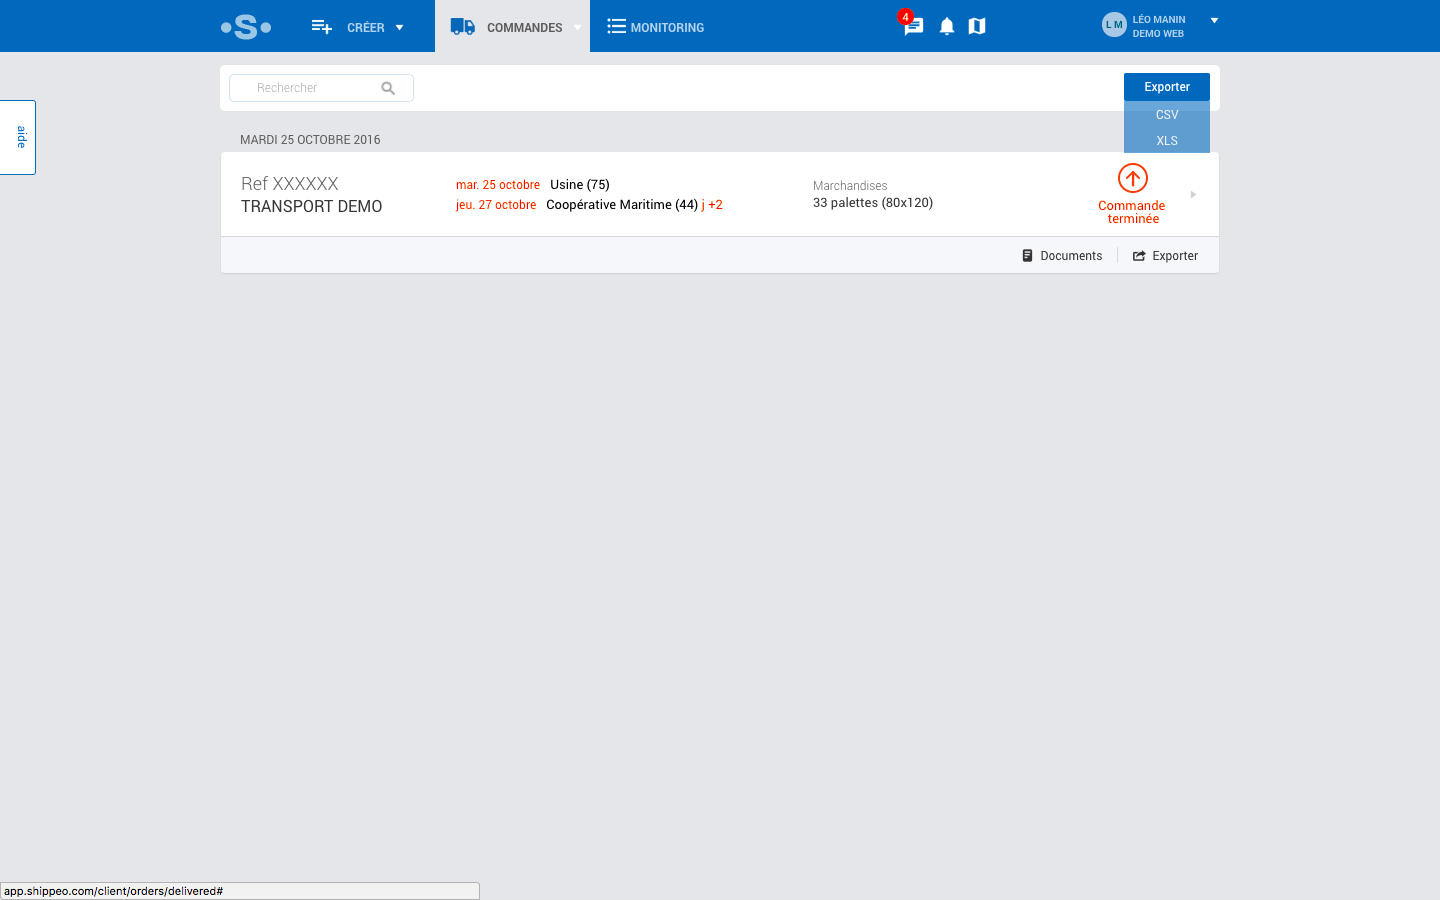 S
CRÉER
COMMANDES
MONITORING
4
L M
LÉO MANIN
DEMO WEB
Rechercher
Exporter
CSV
XLS
aide
MARDI 25 OCTOBRE 2016
Ref XXXXXX
TRANSPORT DEMO
mar. 25 octobre Usine (75)
jeu. 27 octobre Coopérative Maritime (44) j +2
Marchandises
33 palettes (80x120)
Commande
terminée
Documents
Exporter
app.shippeo.com/client/orders/delivered#